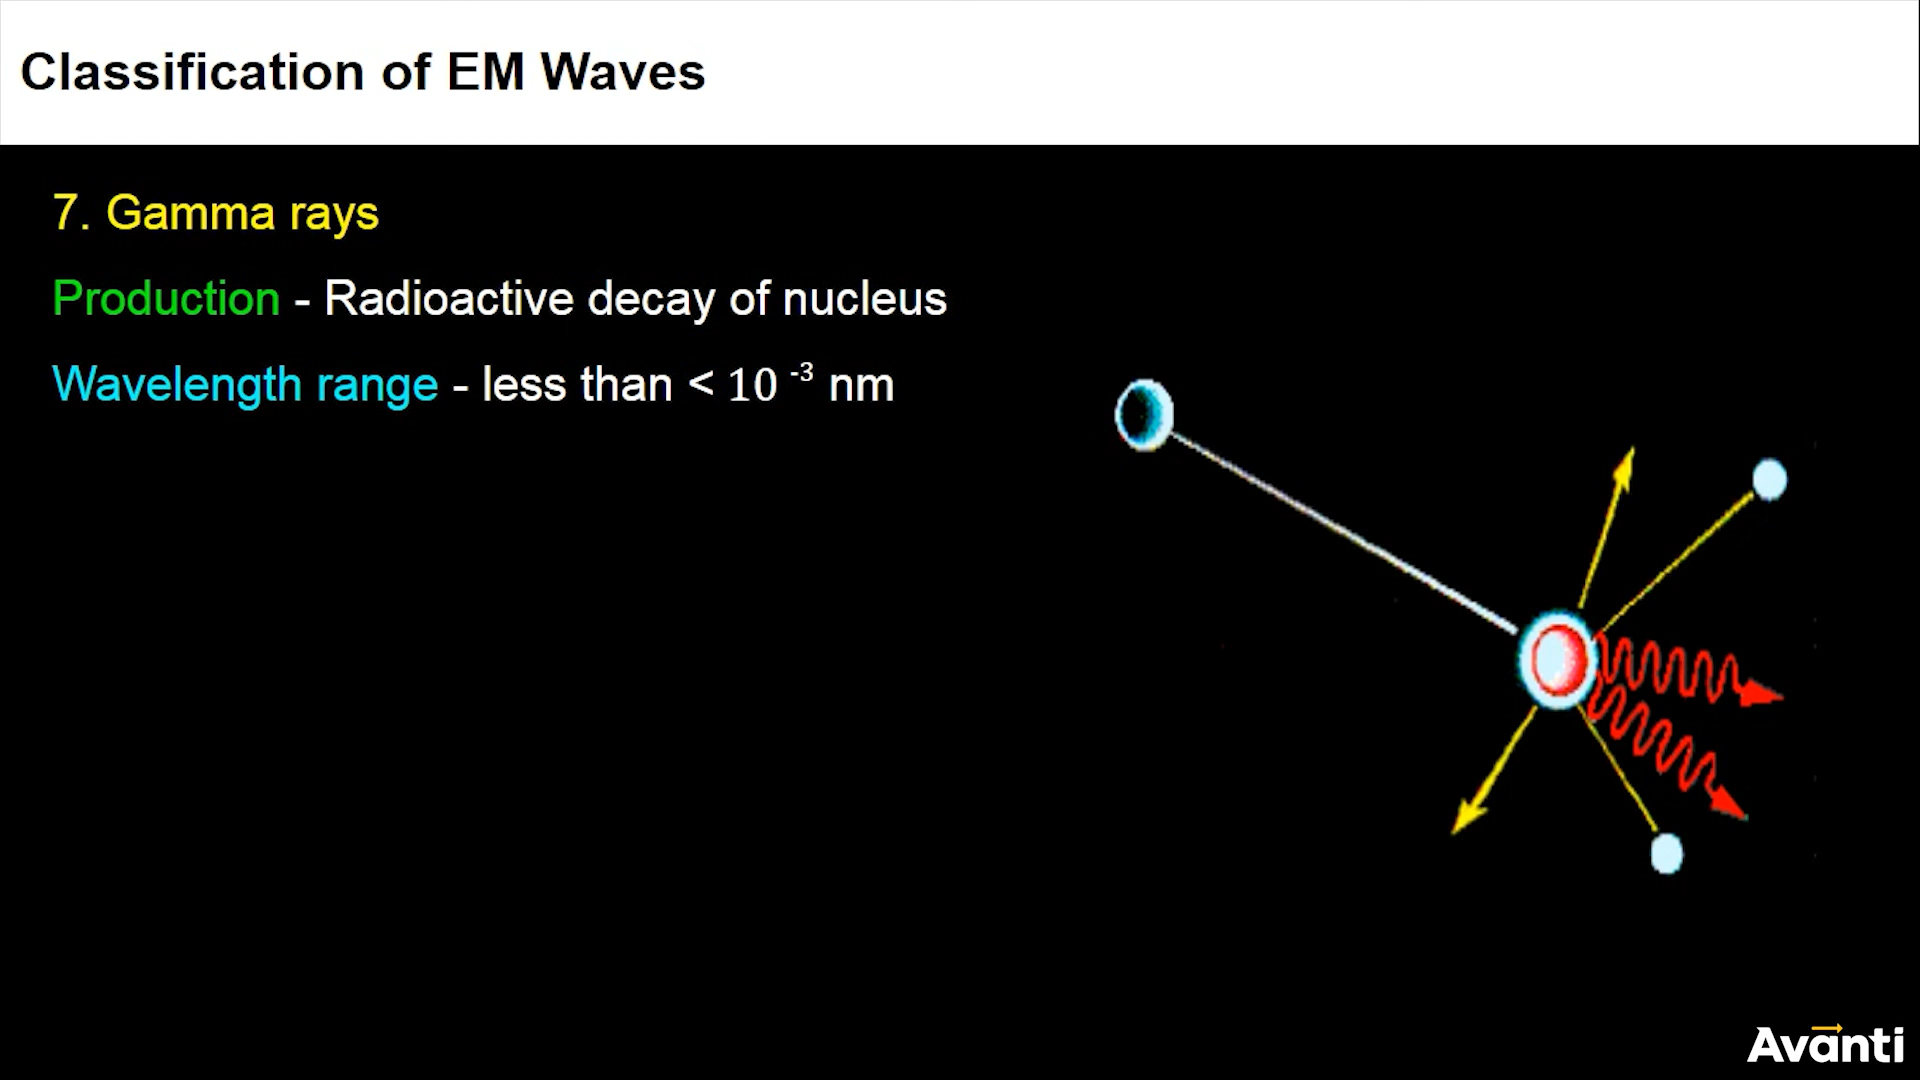 Classification of EM Waves
7. Gamma rays
Production - Radioactive decay of nucleus
Wavelength range - less than < 10 ⁻³ nm
Avanti